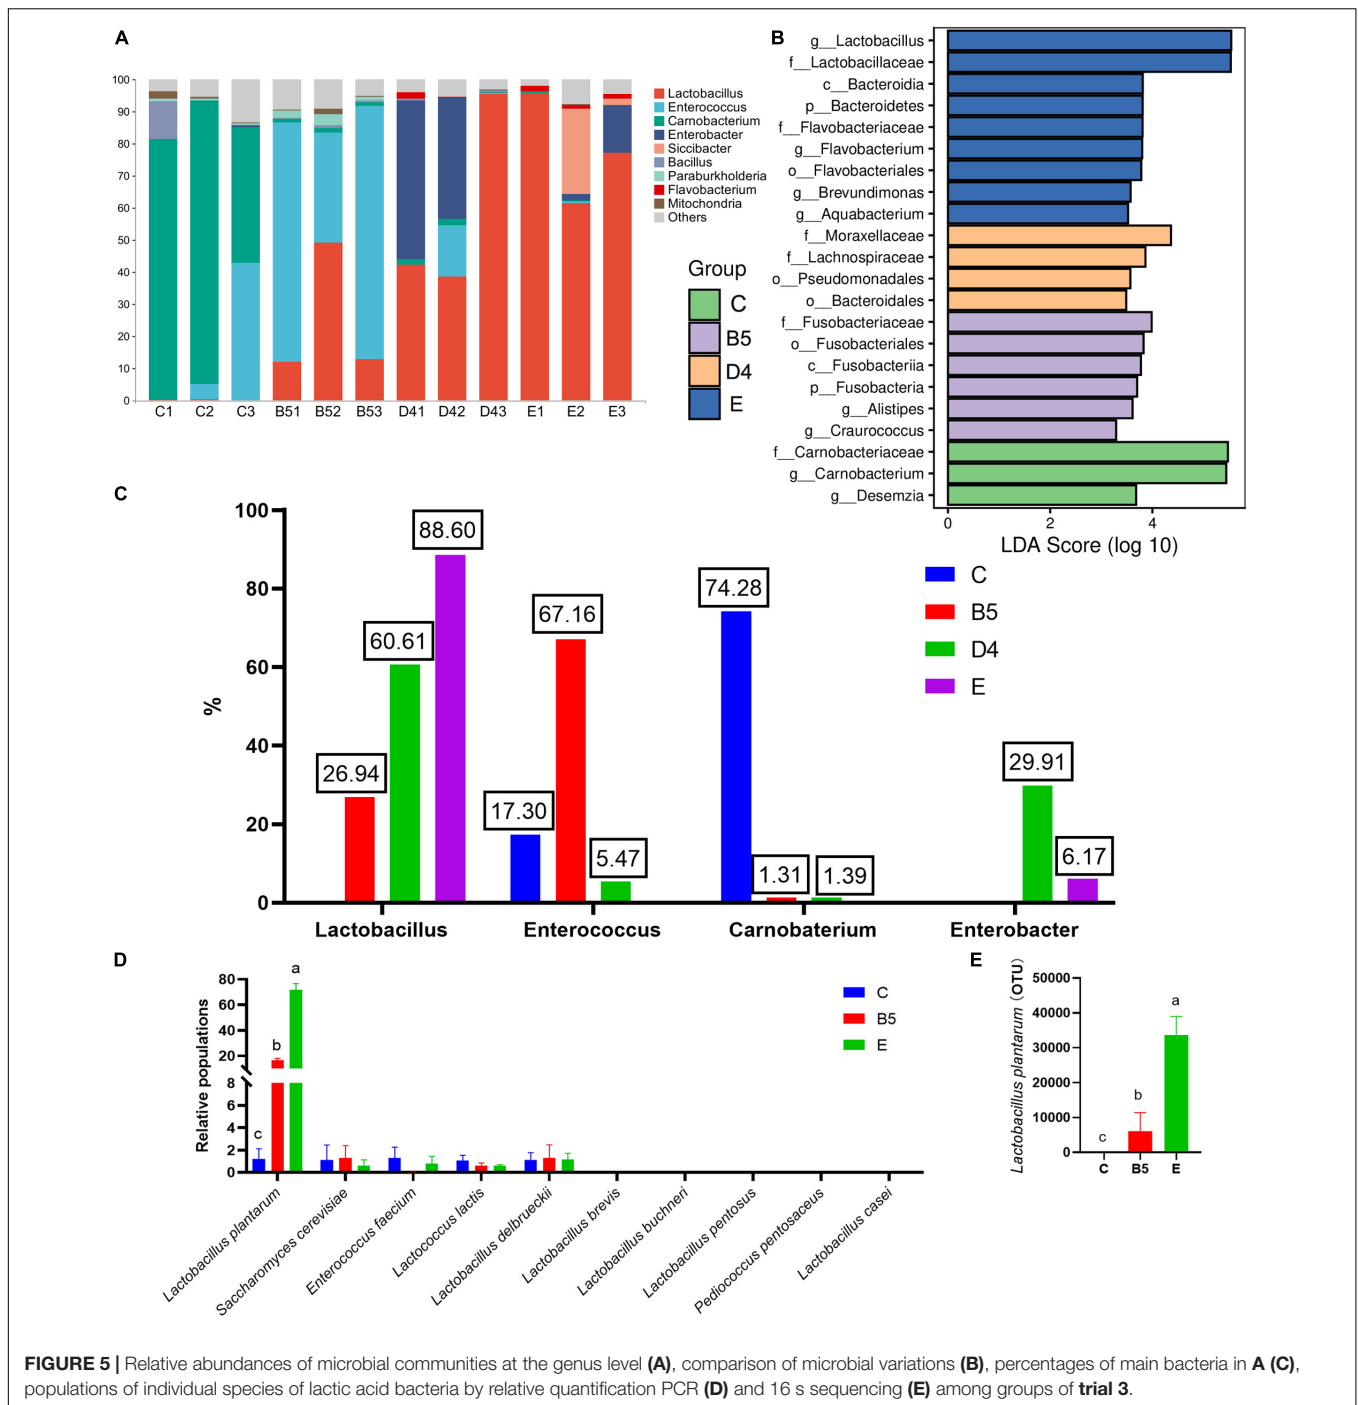 A
100
90
80
70
60
50
40
30
20
10
0
C1 C2 C3 B51 B52 B53 D41 D42 D43 E1 E2 E3
Lactobacillus
Enterococcus
Carnobacterium
Enterobacter
Siccibacter
Bacillus
Paraburkholderia
Flavobacterium
Mitochondria
Others
B
g__Lactobacillus
f__Lactobacillaceae
c__Bacteroidia
p__Bacteroidetes
f__Flavobacteriaceae
g__Flavobacterium
o__Flavobacteriales
g__Brevundimonas
g__Aquabacterium
f__Moraxellaceae
f__Lachnospiraceae
o__Pseudomonadales
o__Bacteroidales
f__Fusobacteriaceae
o__Fusobacteriales
c__Fusobacteriia
p__Fusobacteria
g__Alistipes
g__Craurococcus
f__Carnobacteriaceae
g__Carnobacterium
g__Desemzia
0 2 4
LDA Score (log 10)
Group
C
B5
D4
E
C
100
80
60
40
20
0
%
26.94
60.61
88.60
17.30
67.16
5.47
74.28
1.31
1.39
29.91
6.17
Lactobacillus Enterococcus Carnobaterium Enterobacter
C
B5
D4
E
D
Relative populations
80
60
40
20
8
6
4
2
0
c
b
a
Lactobacillus plantarum
Saccharomyces cerevisiae
Enterococcus faecium
Lactococcus lactis
Lactobacillus delbrueckii
Lactobacillus brevis
Lactobacillus buchneri
Lactobacillus pentosus
Pediococcus pentosaceus
Lactobacillus casei
C
B5
E
E
Lactobacillus plantarum (OTU)
50000
40000
30000
20000
10000
0
c
b
a
C B5 E
FIGURE 5 | Relative abundances of microbial communities at the genus level (A), comparison of microbial variations (B), percentages of main bacteria in A (C),
populations of individual species of lactic acid bacteria by relative quantification PCR (D) and 16 s sequencing (E) among groups of trial 3.